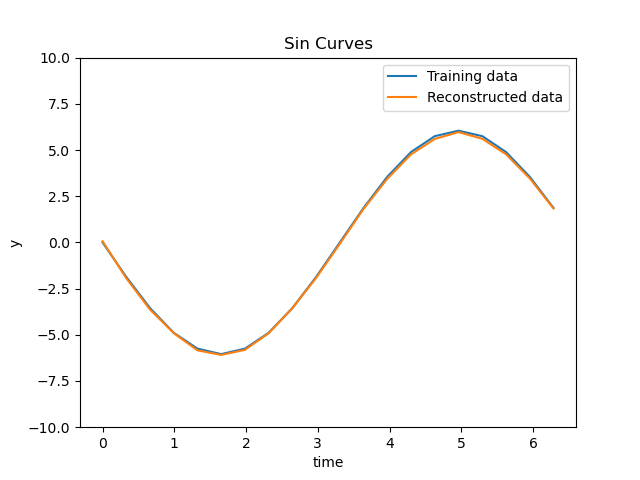 Sin Curves
Training data
Reconstructed data
10.0
7.5
5.0
2.5
0.0
−2.5
−5.0
−7.5
−10.0
y
0 1 2 3 4 5 6
time